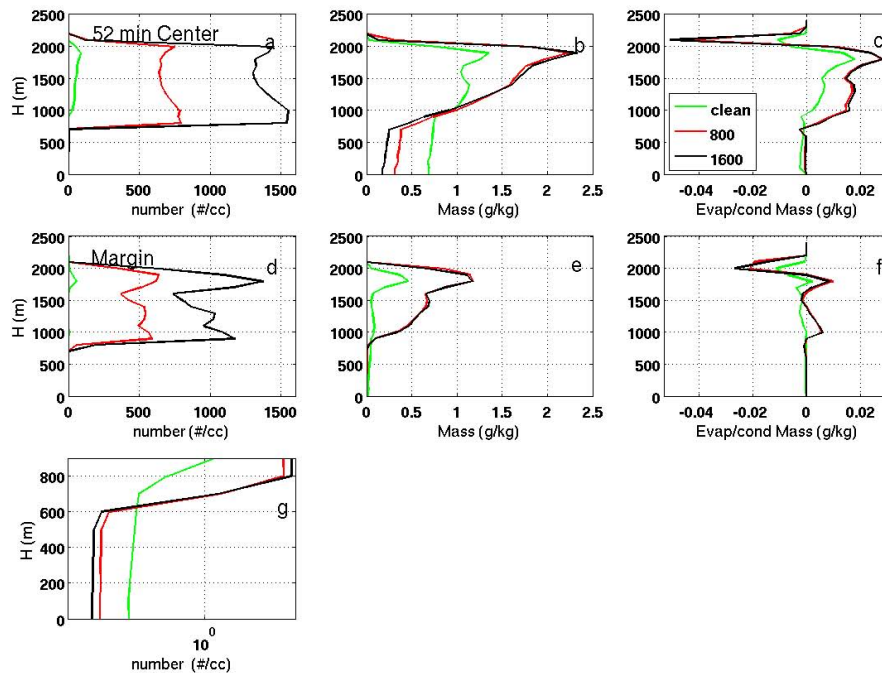 2500
2000
1500
1000
500
0
H (m)
52 min Center
a
0 500 1000 1500
number (#/cc)
2500
2000
1500
1000
500
0
b
0 0.5 1 1.5 2 2.5
Mass (g/kg)
2500
2000
1500
1000
500
0
c
clean
800
1600
-0.04 -0.02 0 0.02
Evap/cond Mass (g/kg)
2500
2000
1500
1000
500
0
H (m)
Margin
d
0 500 1000 1500
number (#/cc)
2500
2000
1500
1000
500
0
e
0 0.5 1 1.5 2 2.5
Mass (g/kg)
2500
2000
1500
1000
500
0
f
-0.04 -0.02 0 0.02
Evap/cond Mass (g/kg)
800
600
400
200
0
H (m)
g
10^0
number (#/cc)